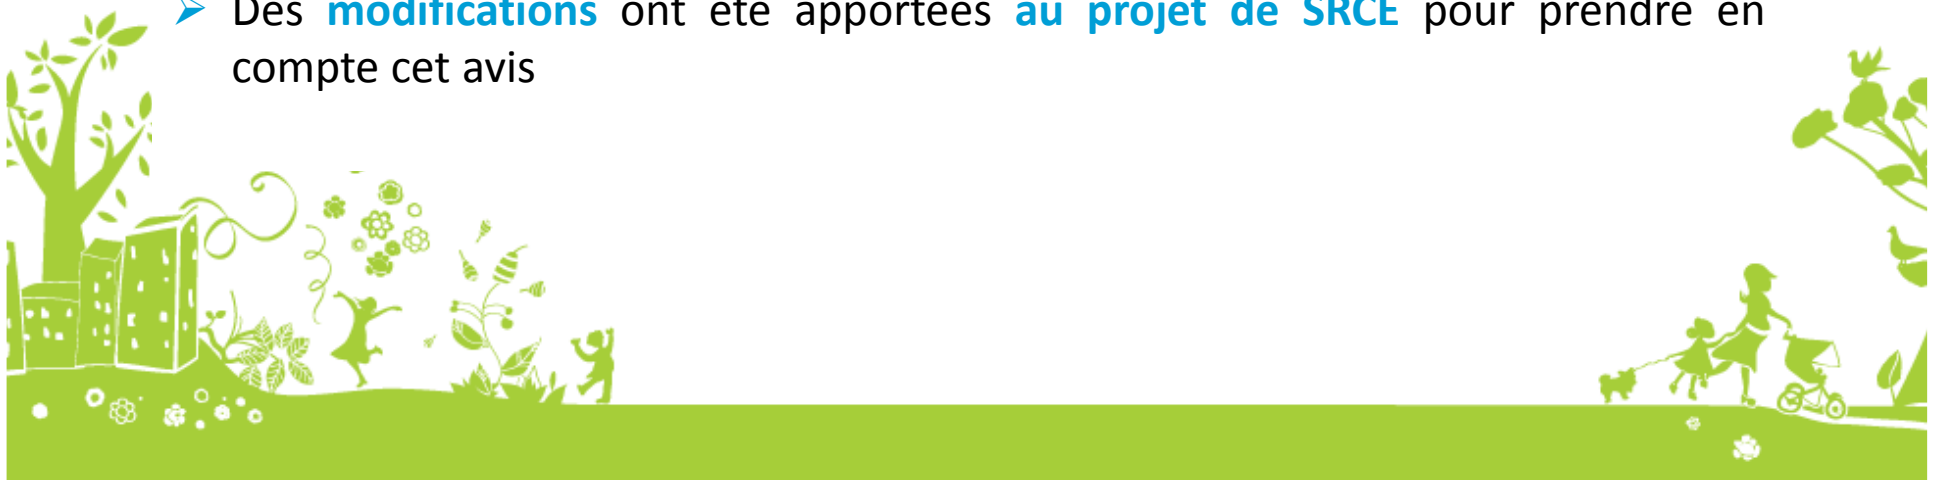 ➢ Des modifications ont été apportées au projet de SRCE pour prendre en
compte cet avis